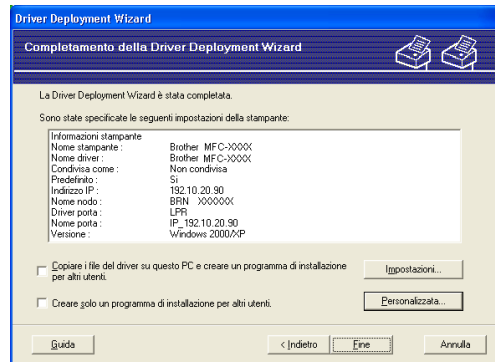 Driver Deployment Wizard
Completamento della Driver Deployment Wizard
La Driver Deployment Wizard è stata completata.
Sono state specificate le seguenti impostazioni della stampante:
Informazioni stampante
Nome stampante : Brother MFC-XXXX
Nome driver : Brother MFC-XXXX
Condivisa come : Non condivisa
Predefinito : Si
Indirizzo IP : 192.10.20.90
Nome nodo : BRN XXXXXX
Driver porta : LPR
Nome porta : IP_192.10.20.90
Versione : Windows 2000/XP
Copiare i file del driver su questo PC e creare un programma di installazione
per altri utenti.
Impostazioni...
Creare solo un programma di installazione per altri utenti.
Personalizzata...
Guida
< Indietro
Fine
Annulla